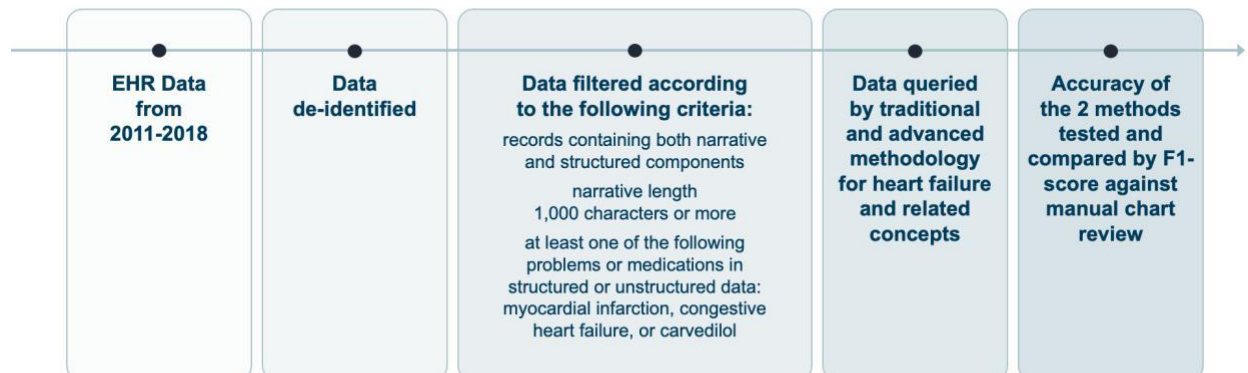 EHR Data
from
2011-2018
Data
de-identified
Data filtered according
to the following criteria:
records containing both narrative
and structured components
narrative length
1,000 characters or more
at least one of the following
problems or medications in
structured or unstructured data:
myocardial infarction, congestive
heart failure, or carvedilol
Data queried
by traditional
and advanced
methodology
for heart failure
and related
concepts
Accuracy of
the 2 methods
tested and
compared by F1-
score against
manual chart
review